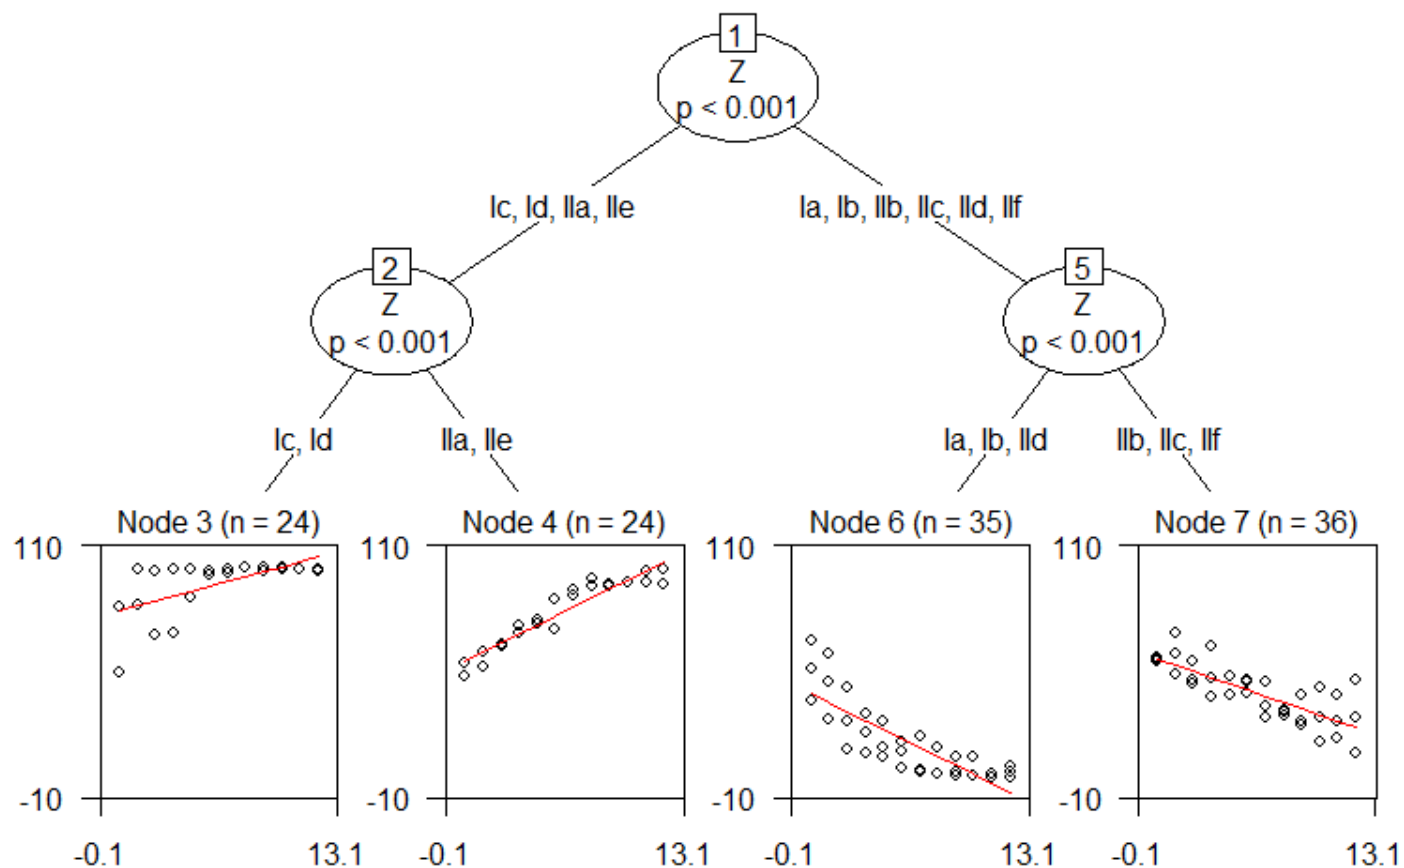 1
Z
p < 0.001
Ic, Id, IIa, IIe
Ia, Ib, IIb, IIc, IId, IIf
2
Z
p < 0.001
5
Z
p < 0.001
Ic, Id
IIa, IIe
Ia, Ib, IId
IIb, IIc, IIf
Node 3 (n = 24)
110
-10
-0.1
13.1
Node 4 (n = 24)
110
-10
-0.1
13.1
Node 6 (n = 35)
110
-10
-0.1
13.1
Node 7 (n = 36)
110
-10
-0.1
13.1